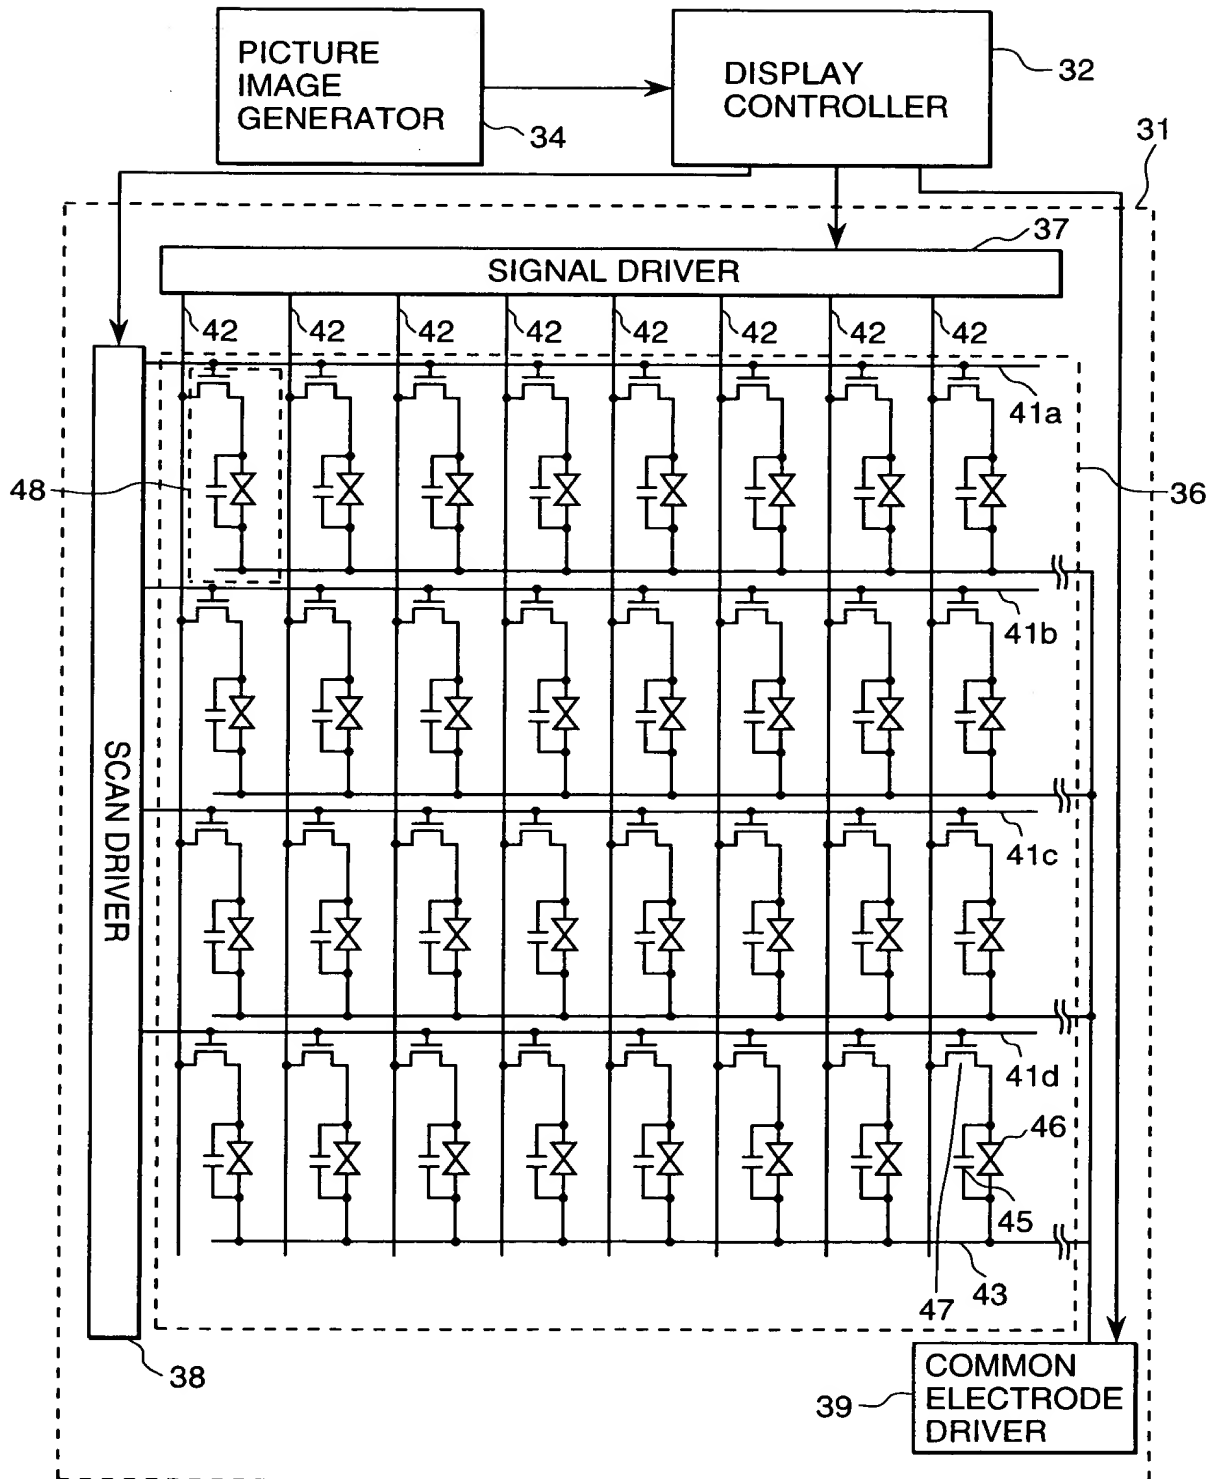 PICTURE
IMAGE
GENERATOR
34
DISPLAY
CONTROLLER
32
31
37
SIGNAL DRIVER
42 42 42 42 42 42 42 42
41a
48
36
41b
SCAN DRIVER
41c
41d
46
45
47
43
38
39
COMMON
ELECTRODE
DRIVER